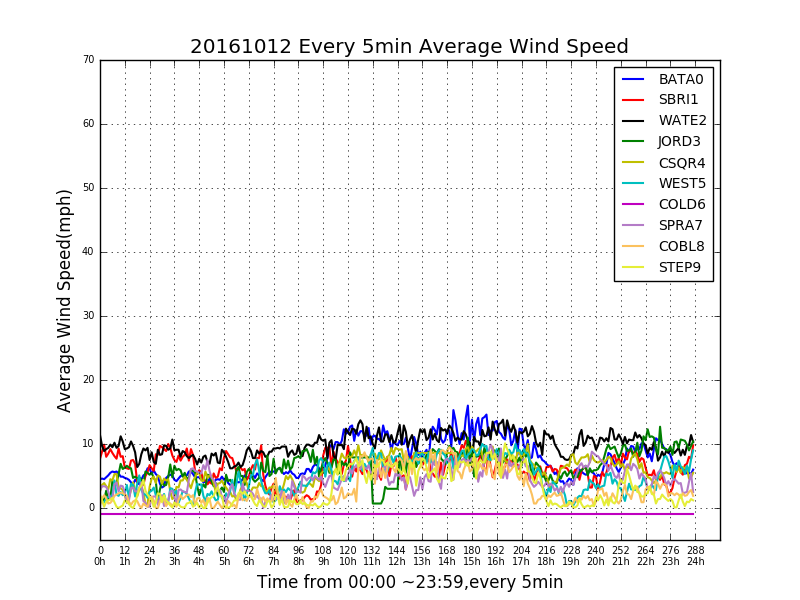 20161012 Every 5min Average Wind Speed
70
60
50
40
30
20
10
0
Average Wind Speed(mph)
BATA0
SBRI1
WATE2
JORD3
CSQR4
WEST5
COLD6
SPRA7
COBL8
STEP9
0 12 24 36 48 60 72 84 96 108 120 132 144 156 168 180 192 204 216 228 240 252 264 276 288
0h 1h 2h 3h 4h 5h 6h 7h 8h 9h 10h 11h 12h 13h 14h 15h 16h 17h 18h 19h 20h 21h 22h 23h 24h
Time from 00:00 ~23:59,every 5min